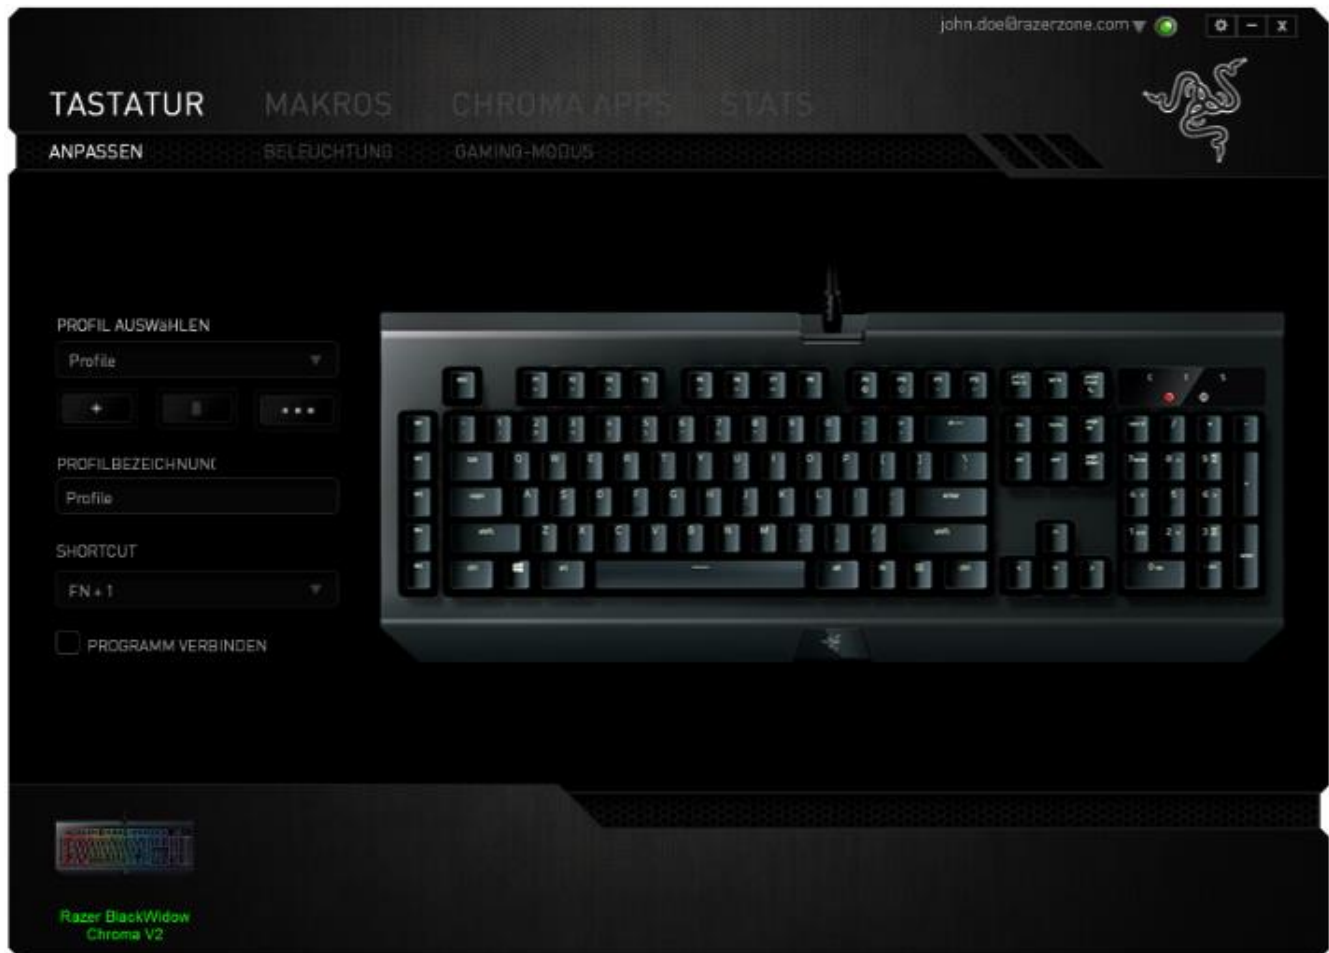 john.doe@razerzone.com
TASTATUR MAKROS CHROMA APPS STATS
ANPASSEN BELEUCHTUNG GAMING-MODUS
PROFIL AUSWäHLEN
Profile
+
PROFILBEZEICHNUN
Profile
SHORTCUT
FN + 1
PROGRAMM VERBINDEN
Q W E R T Y U I O P
A S D F G H J K L
Z X C V B N M
Razer BlackWidow
Chroma V2